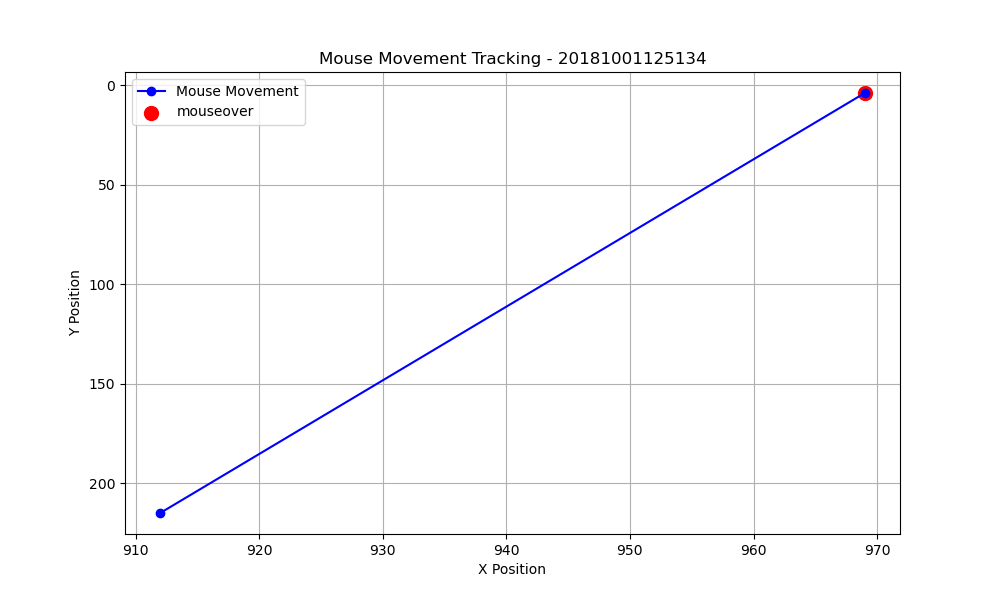 Mouse Movement Tracking - 20181001125134
Mouse Movement
mouseover
0
50
100
150
200
Y Position
910 920 930 940 950 960 970
X Position